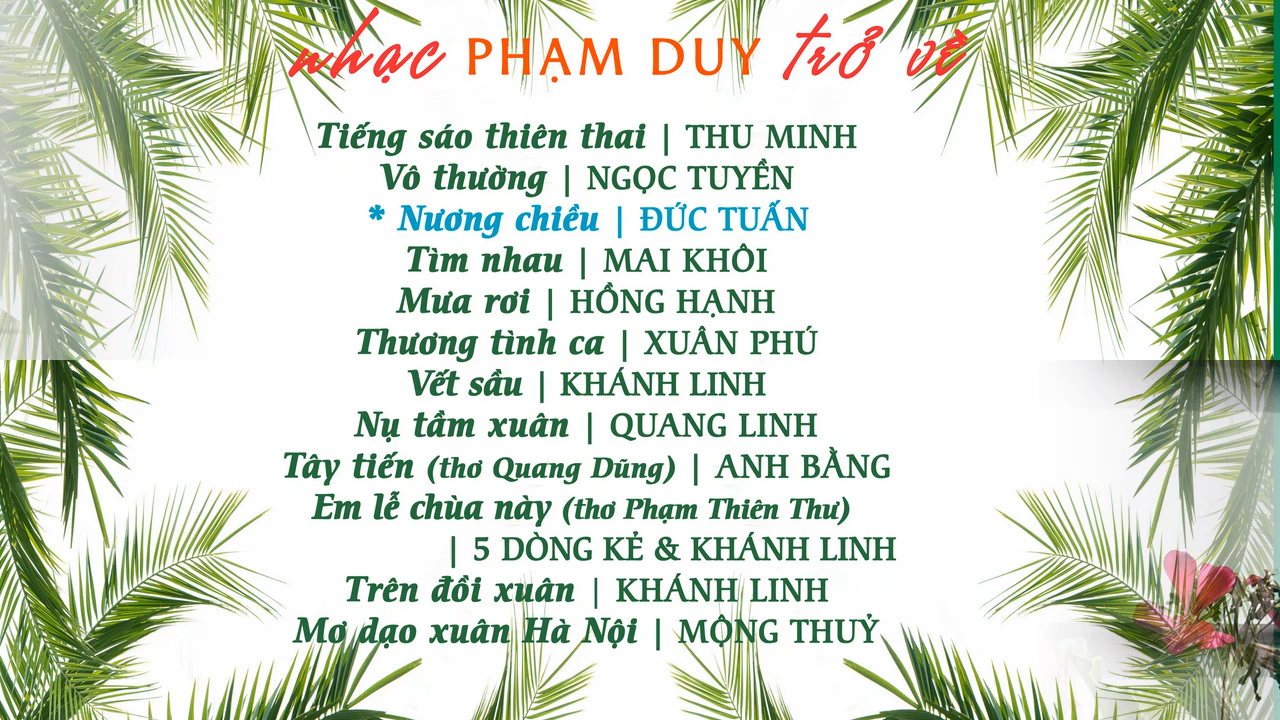 nhạc PHẠM DUY trở về
Tiếng sáo thiên thai | THU MINH
Vô thường | NGỌC TUYỀN
* Nương chiều | ĐỨC TUẤN
Tìm nhau | MAI KHÔI
Mưa rơi | HỒNG HẠNH
Thương tình ca | XUÂN PHÚ
Vết sầu | KHÁNH LINH
Nụ tầm xuân | QUANG LINH
Tây tiến (thơ Quang Dũng) | ANH BẰNG
Em lễ chùa này (thơ Phạm Thiên Thư)
| 5 DÒNG KẺ & KHÁNH LINH
Trên đồi xuân | KHÁNH LINH
Mơ dạo xuân Hà Nội | MỘNG THUỶ